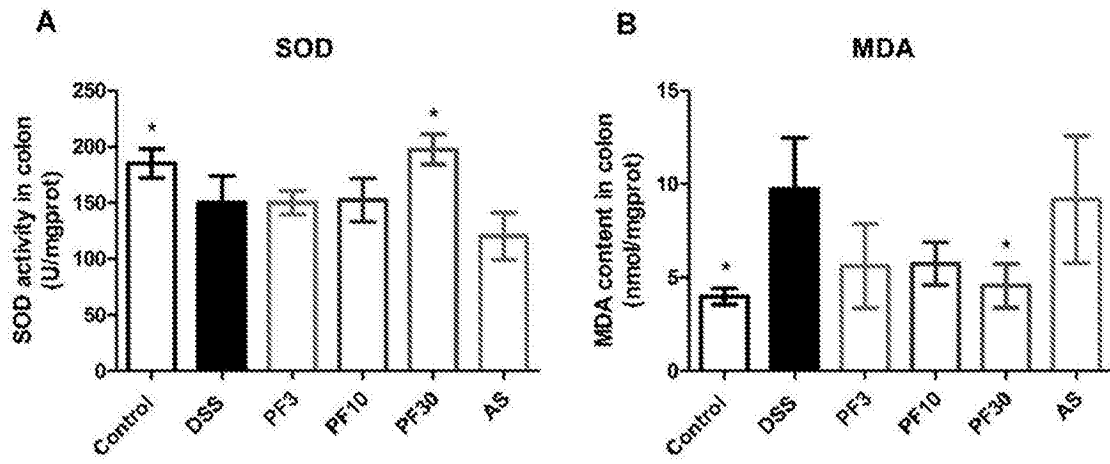 A
SOD
SOD activity in colon
(U/mgprot)
250
200
150
100
50
0
*
*
Control
DSS
PF3
PF10
PF30
AS
B
MDA
MDA content in colon
(nmol/mgprot)
15
10
5
0
*
*
Control
DSS
PF3
PF10
PF30
AS